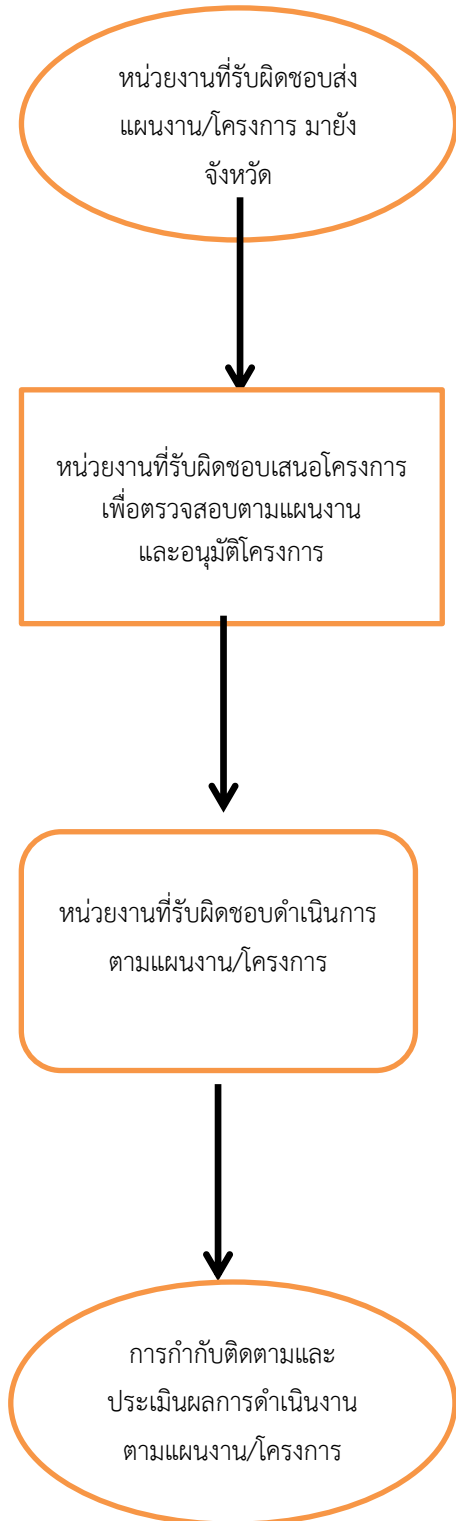 หน่วยงานที่รับผิดชอบส่ง
แผนงาน/โครงการ มายัง
จังหวัด
หน่วยงานที่รับผิดชอบเสนอโครงการ
เพื่อตรวจสอบตามแผนงาน
และอนุมัติโครงการ
หน่วยงานที่รับผิดชอบดำเนินการ
ตามแผนงาน/โครงการ
การกำกับติดตามและ
ประเมินผลการดำเนินงาน
ตามแผนงาน/โครงการ